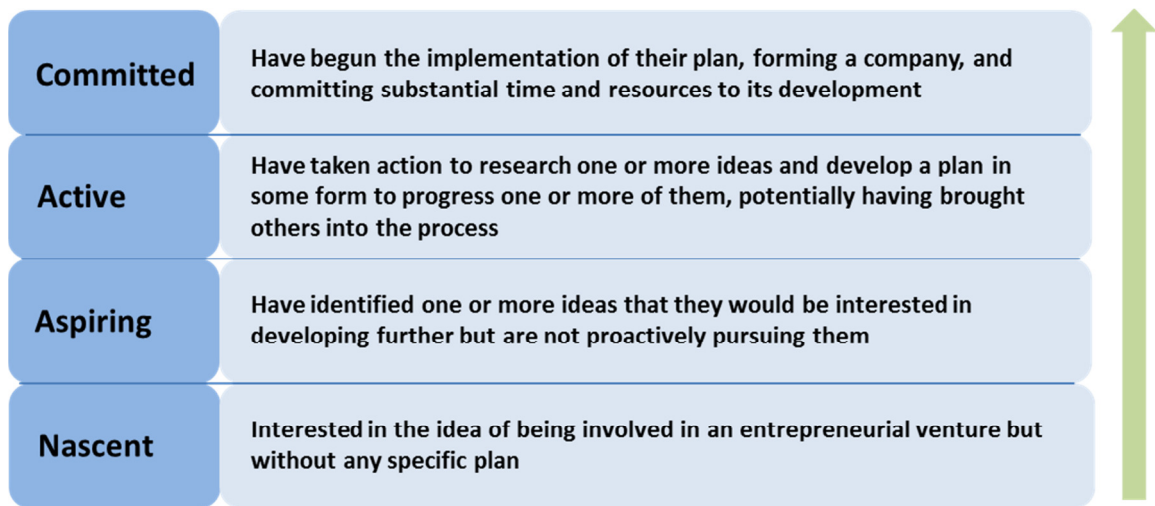 Committed
Have begun the implementation of their plan, forming a company, and
committing substantial time and resources to its development
Active
Have taken action to research one or more ideas and develop a plan in
some form to progress one or more of them, potentially having brought
others into the process
Aspiring
Have identified one or more ideas that they would be interested in
developing further but are not proactively pursuing them
Nascent
Interested in the idea of being involved in an entrepreneurial venture but
without any specific plan